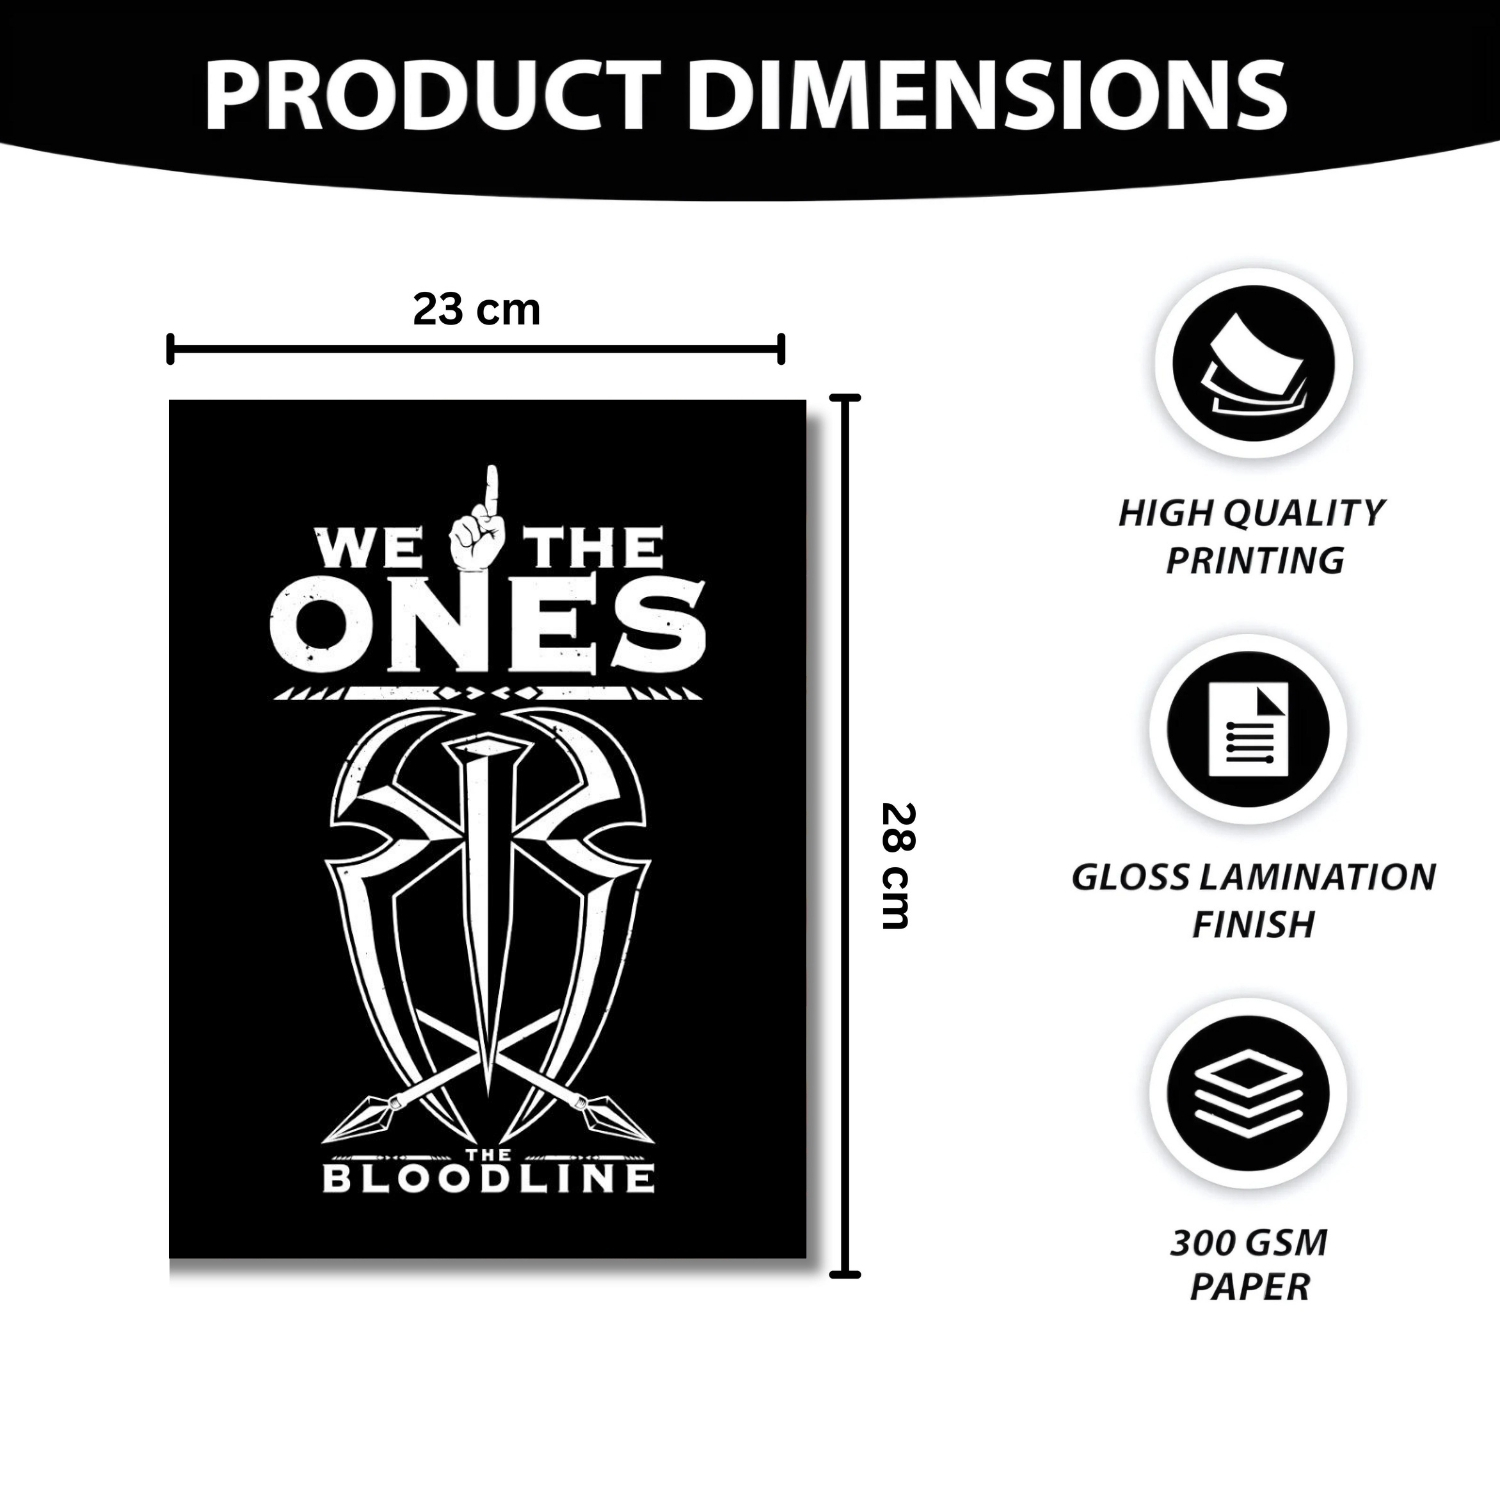 PRODUCT DIMENSIONS
23 cm
WE THE
ONES
THE
BLOODLINE
28 cm
HIGH QUALITY
PRINTING
GLOSS LAMINATION
FINISH
300 GSM
PAPER